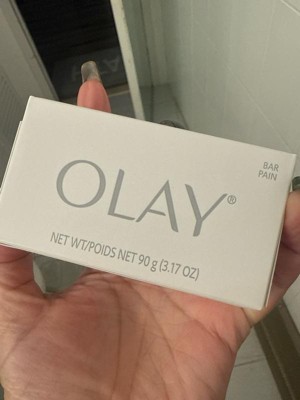 BAR
PAIN
OLAY®
NET WT/POIDS NET 90 g (3.17 OZ)